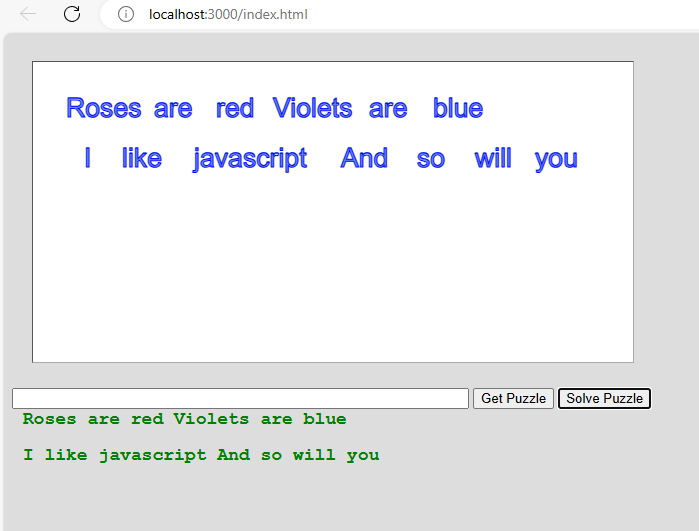 localhost:3000/index.html
Roses are red Violets are blue
I like javascript And so will you
Get Puzzle Solve Puzzle
Roses are red Violets are blue
I like javascript And so will you